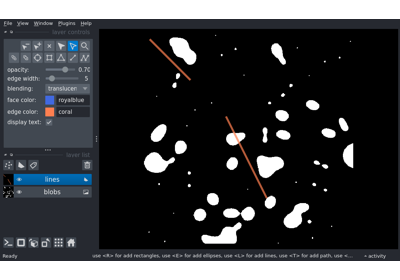 File View Window Plugins Help
layer controls
opacity: 0.70
edge width: 5
blending: translucen
face color: royalblue
edge color: coral
display text:
layer list
lines
blobs
Ready
use <R> for add rectangles, use <E> for add ellipses, use <L> for add lines, use <T> for add path, use <...
activity